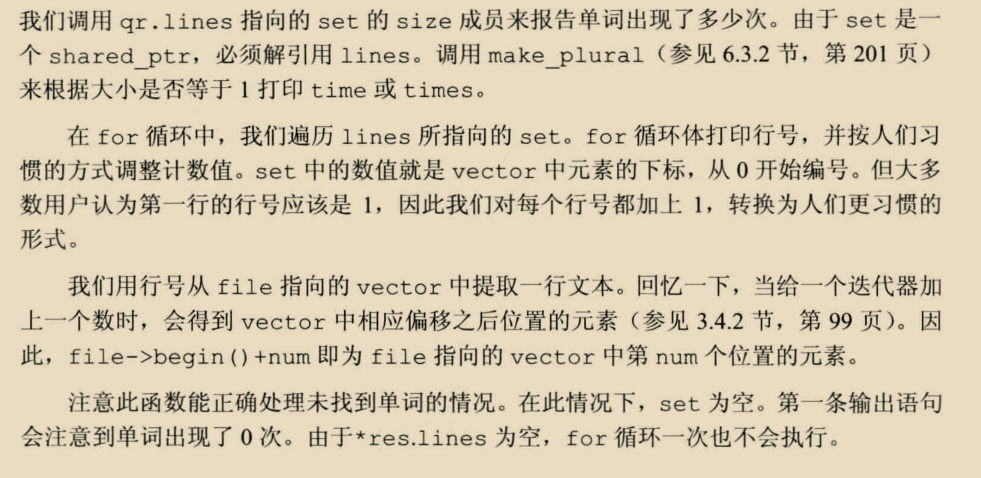 我们调用 qr.lines 指向的 set 的 size 成员来报告单词出现了多少次。由于 set 是一
个 shared_ptr，必须解引用 lines。调用 make_plural（参见 6.3.2 节，第 201 页）
来根据大小是否等于 1 打印 time 或 times。
在 for 循环中，我们遍历 lines 所指向的 set。for 循环体打印行号，并按人们习
惯的方式调整计数值。set 中的数值就是 vector 中元素的下标，从 0 开始编号。但大多
数用户认为第一行的行号应该是 1，因此我们对每个行号都加上 1，转换为人们更习惯的
形式。
我们用行号从 file 指向的 vector 中提取一行文本。回忆一下，当给一个迭代器加
上一个数时，会得到 vector 中相应偏移之后位置的元素（参见 3.4.2 节，第 99 页）。因
此，file->begin()+num 即为 file 指向的 vector 中第 num 个位置的元素。
注意此函数能正确处理未找到单词的情况。在此情况下，set 为空。第一条输出语句
会注意到单词出现了 0 次。由于*res.lines 为空，for 循环一次也不会执行。